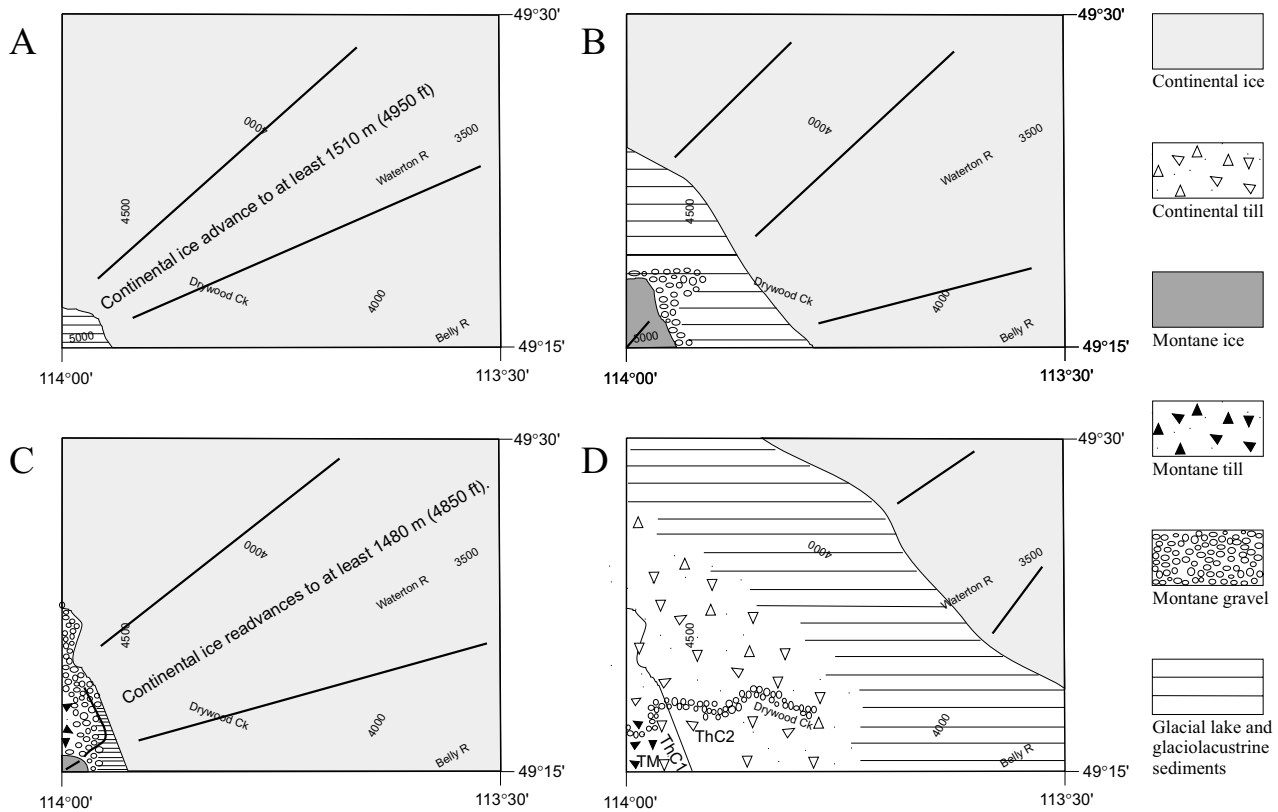 A
49°30'
4000
Continental ice advance to at least 1510 m (4950 ft)
3500
Waterton R
4500
Drywood Ck
4000
5000
Belly R
49°15'
114°00'
113°30'
B
49°30'
4000
3500
Waterton R
4500
Drywood Ck
4000
5000
Belly R
49°15'
114°00'
113°30'
C
49°30'
4000
Continental ice readvances to at least 1480 m (4850 ft).
3500
Waterton R
4500
Drywood Ck
4000
Belly R
49°15'
114°00'
113°30'
D
49°30'
4000
3500
Waterton R
4500
Drywood Ck
4000
ThC2
ThC1
TM
Belly R
49°15'
114°00'
113°30'
Continental ice
Continental till
Montane ice
Montane till
Montane gravel
Glacial lake and
glaciolacustrine
sediments